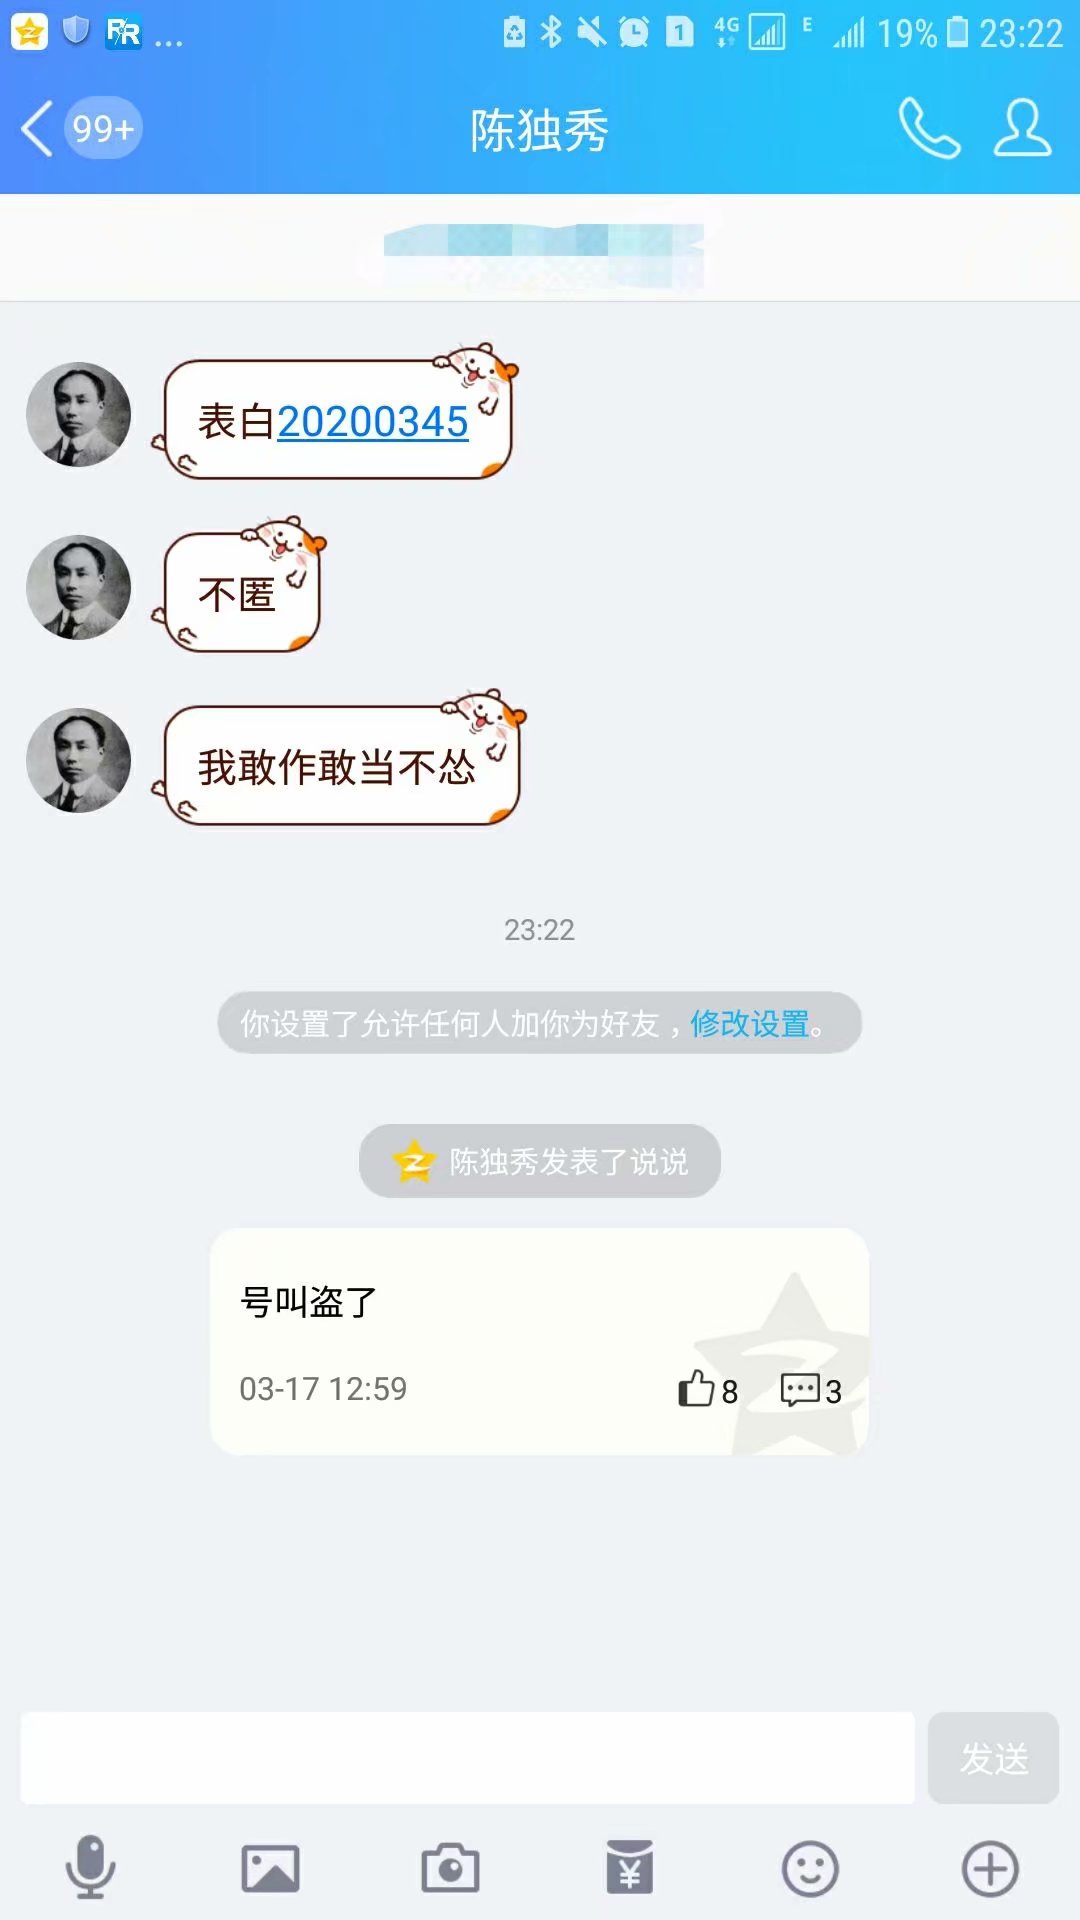 4G E 19% 23:22
99+ 陈独秀
表白20200345
不匿
我敢作敢当不怂
23:22
你设置了允许任何人加你为好友，修改设置。
陈独秀发表了说说
号叫盗了
03-17 12:59 8 3
发送